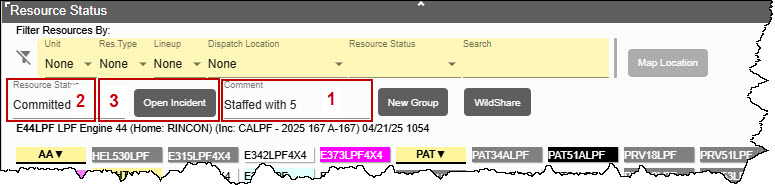 Resource Status
Filter Resources By:
Unit Res.Type Lineup Dispatch Location Resource Status Search
None None None None
Map Location
Resource Status Comment
Committed 2 3 Open Incident Staffed with 5 1 New Group WildShare
E44LPF LPF Engine 44 (Home: RINCON) (Inc: CALPF - 2025 167 A-167) 04/21/25 1054
AA▼ HEL530LPF E315LPF4X4 E342LPF4X4 E373LPF4X4 PAT▼ PAT34ALPF PAT51ALPF PRV18LPF PRV51LPF